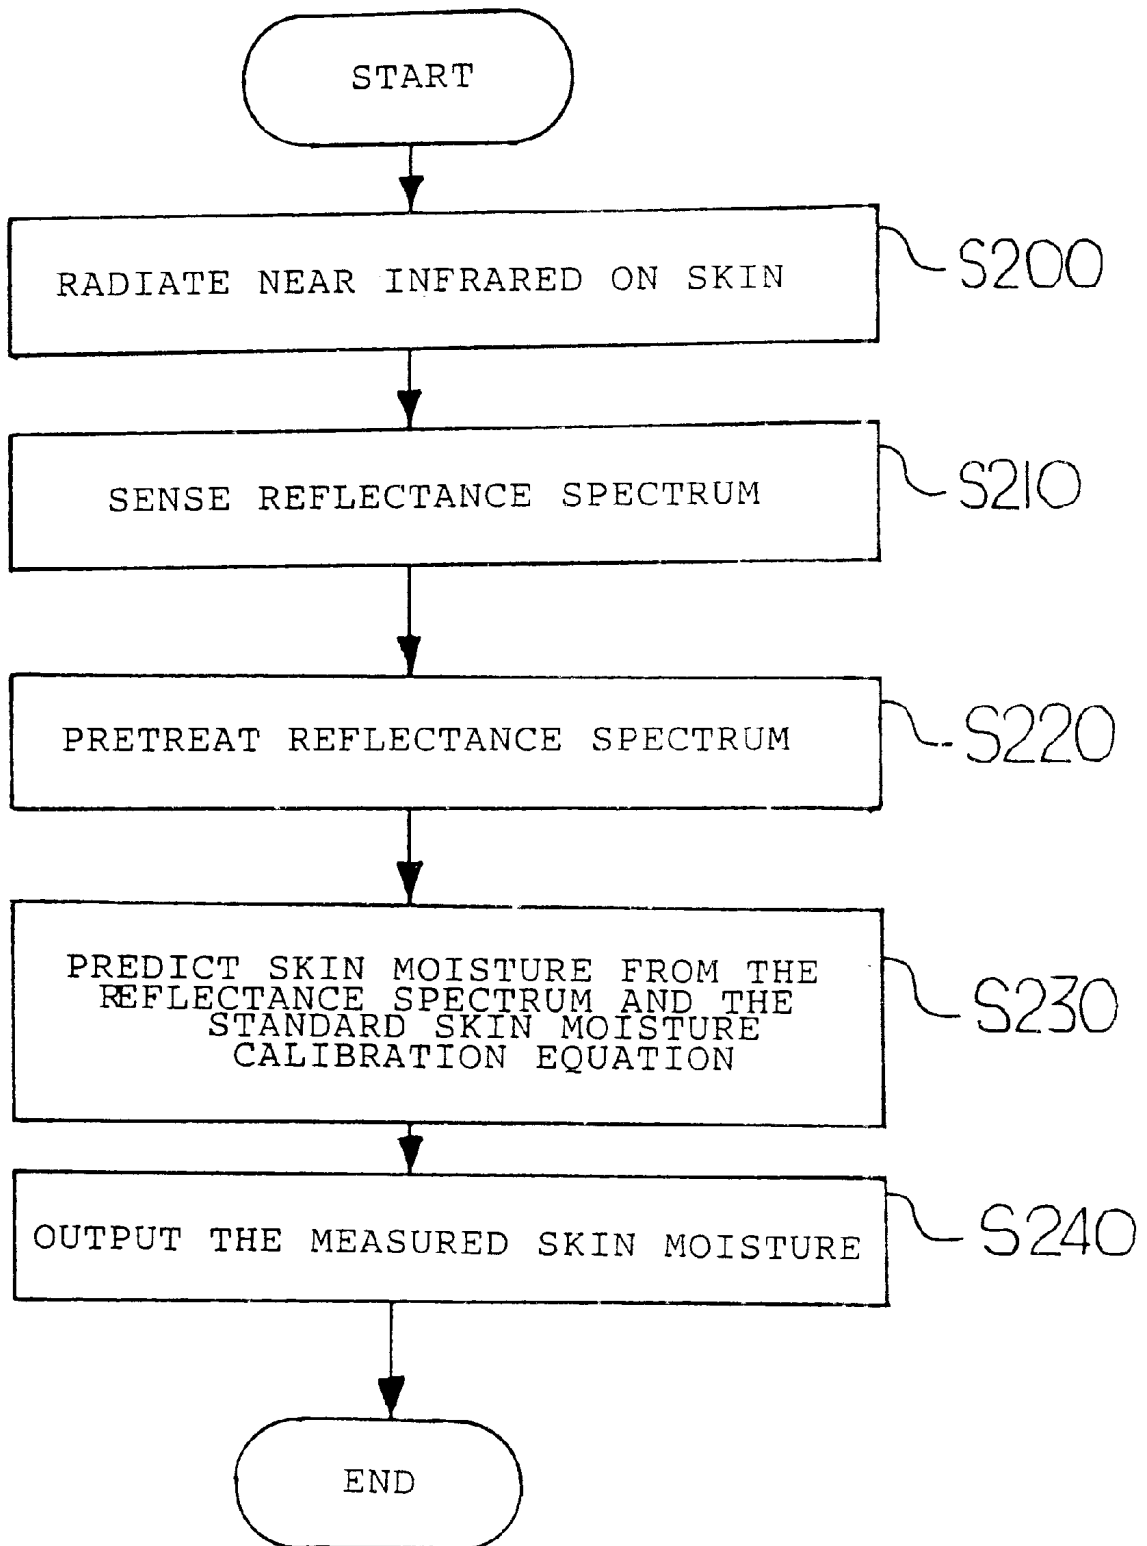 START
RADIATE NEAR INFRARED ON SKIN
S200
SENSE REFLECTANCE SPECTRUM
S210
PRETREAT REFLECTANCE SPECTRUM
S220
PREDICT SKIN MOISTURE FROM THE
REFLECTANCE SPECTRUM AND THE
STANDARD SKIN MOISTURE
CALIBRATION EQUATION
S230
OUTPUT THE MEASURED SKIN MOISTURE
S240
END